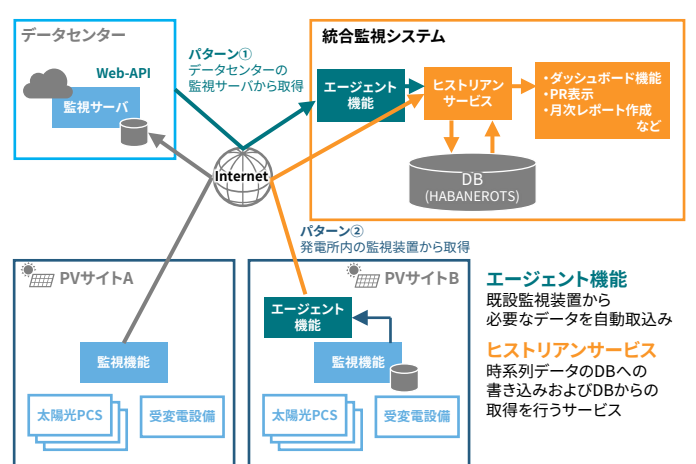 データセンター
Web-API
監視サーバ
パターン①
データセンターの
監視サーバから取得
統合監視システム
エージェント
機能
ヒストリアン
サービス
・ダッシュボード機能
・PR表示
・月次レポート作成
など
DB
(HABANEROTS)
Internet
パターン②
発電所内の監視装置から取得
PVサイトA
監視機能
太陽光PCS
受変電設備
PVサイトB
エージェント
機能
監視機能
太陽光PCS
受変電設備
エージェント機能
既設監視装置から
必要なデータを自動取込み
ヒストリアンサービス
時系列データのDBへの
書き込みおよびDBからの
取得を行うサービス